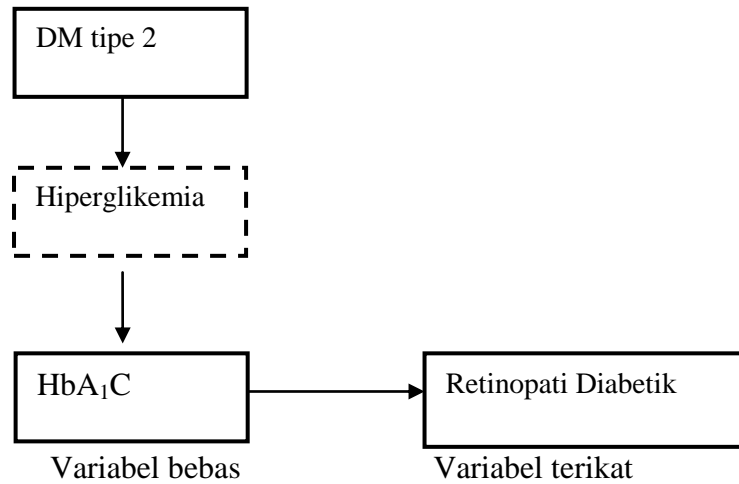 DM tipe 2
Hiperglikemia
HbA₁C
Retinopati Diabetik
Variabel bebas
Variabel terikat